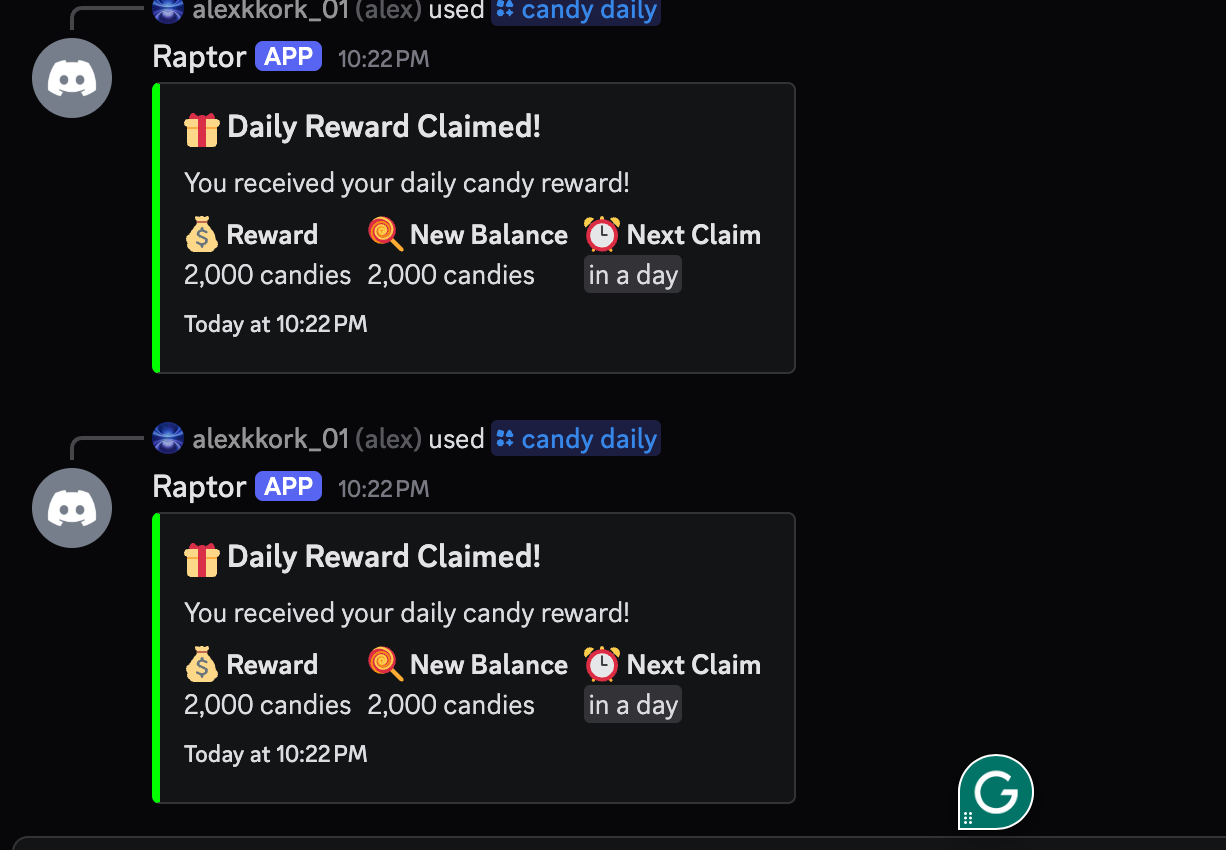 alexkkork_01 (alex) used candy daily
Raptor APP 10:22 PM
Daily Reward Claimed!
You received your daily candy reward!
Reward New Balance Next Claim
2,000 candies 2,000 candies in a day
Today at 10:22 PM
alexkkork_01 (alex) used candy daily
Raptor APP 10:22 PM
Daily Reward Claimed!
You received your daily candy reward!
Reward New Balance Next Claim
2,000 candies 2,000 candies in a day
Today at 10:22 PM